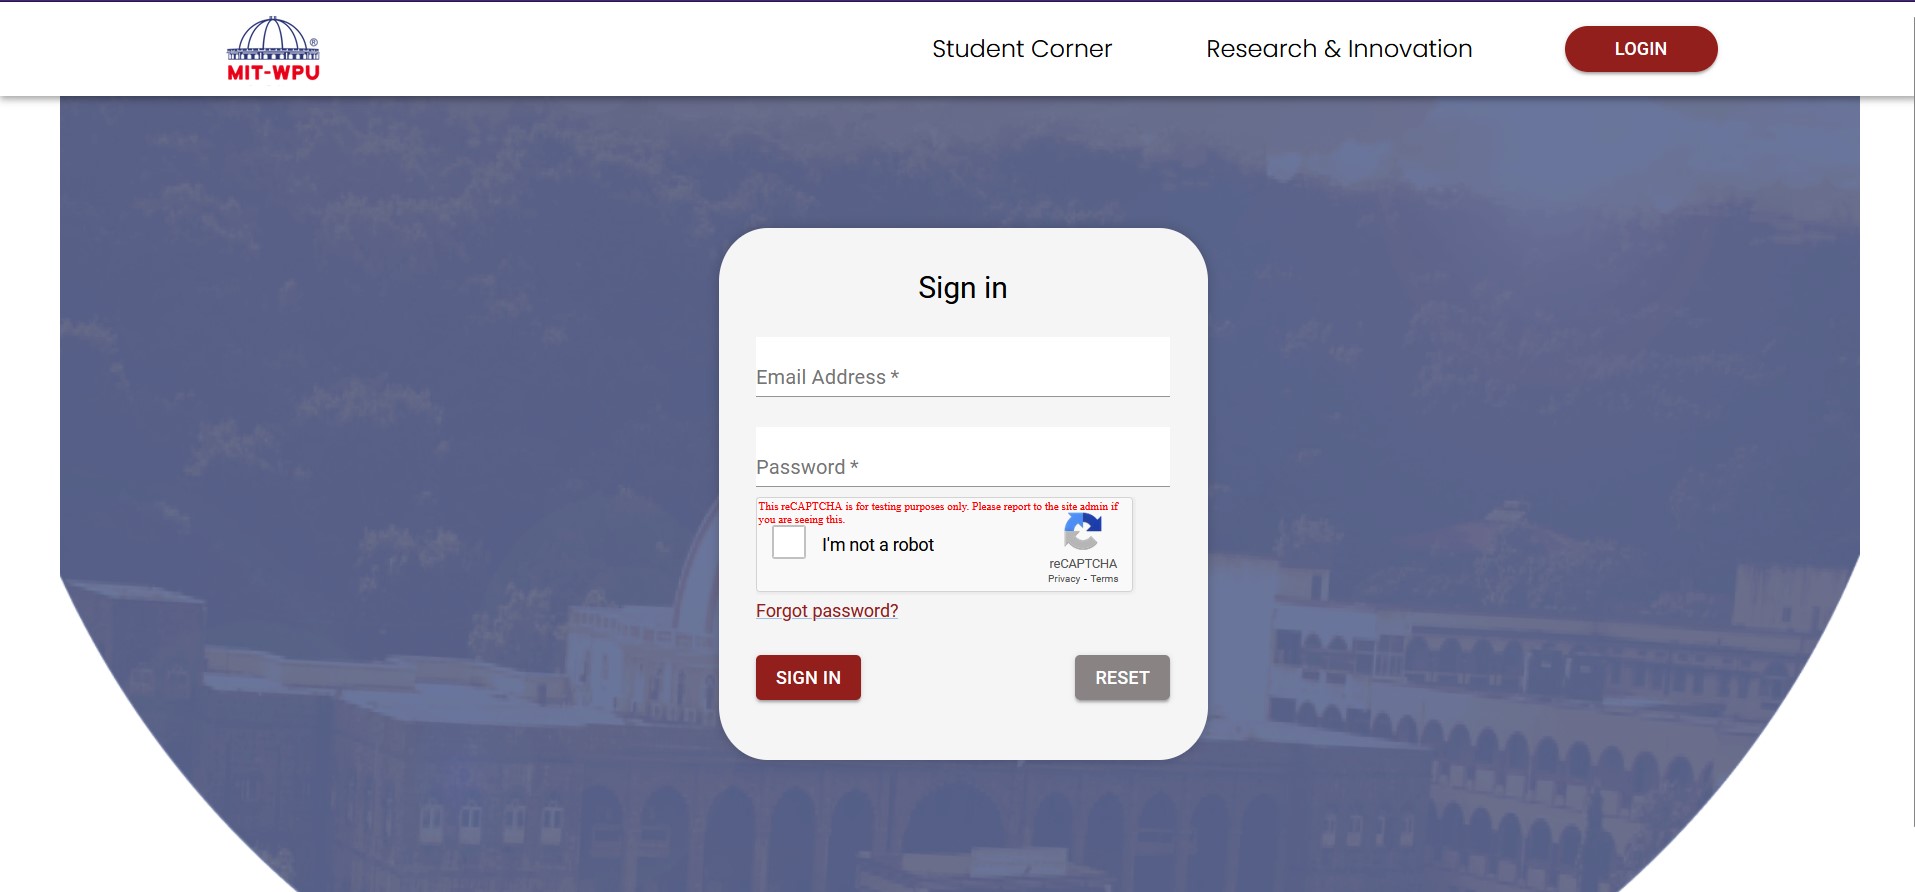 ®
MIT-WPU
Student Corner
Research & Innovation
LOGIN
Sign in
Email Address *
Password *
This reCAPTCHA is for testing purposes only. Please report to the site admin if
you are seeing this.
I'm not a robot
reCAPTCHA
Privacy - Terms
Forgot password?
SIGN IN
RESET